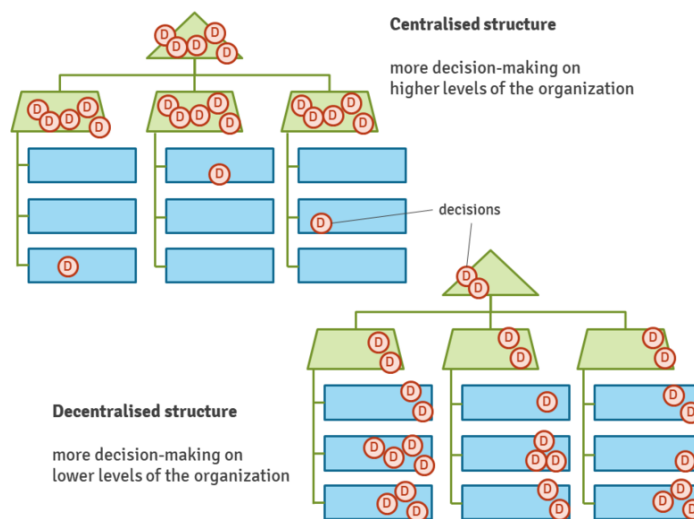 Centralised structure
more decision-making on
higher levels of the organization
D D D D D
D D D D D
D D D D D
D D D D D
D
D
D
decisions
D D
D D
D D
D D
D D
D
D D
D D D D
D D D
D
D D D
D D
D D D
Decentralised structure
more decision-making on
lower levels of the organization